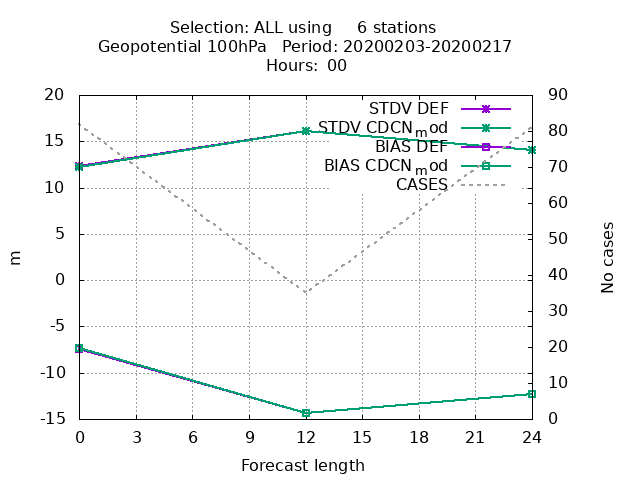 Selection: ALL using     6 stations
Geopotential 100hPa   Period: 20200203-20200217
Hours:  00
20
15
10
5
0
-5
-10
-15
90
80
70
60
50
40
30
20
10
0
STDV DEF
STDV CDCN_mod
BIAS DEF
BIAS CDCN_mod
CASES
m
No cases
0 3 6 9 12 15 18 21 24
Forecast length